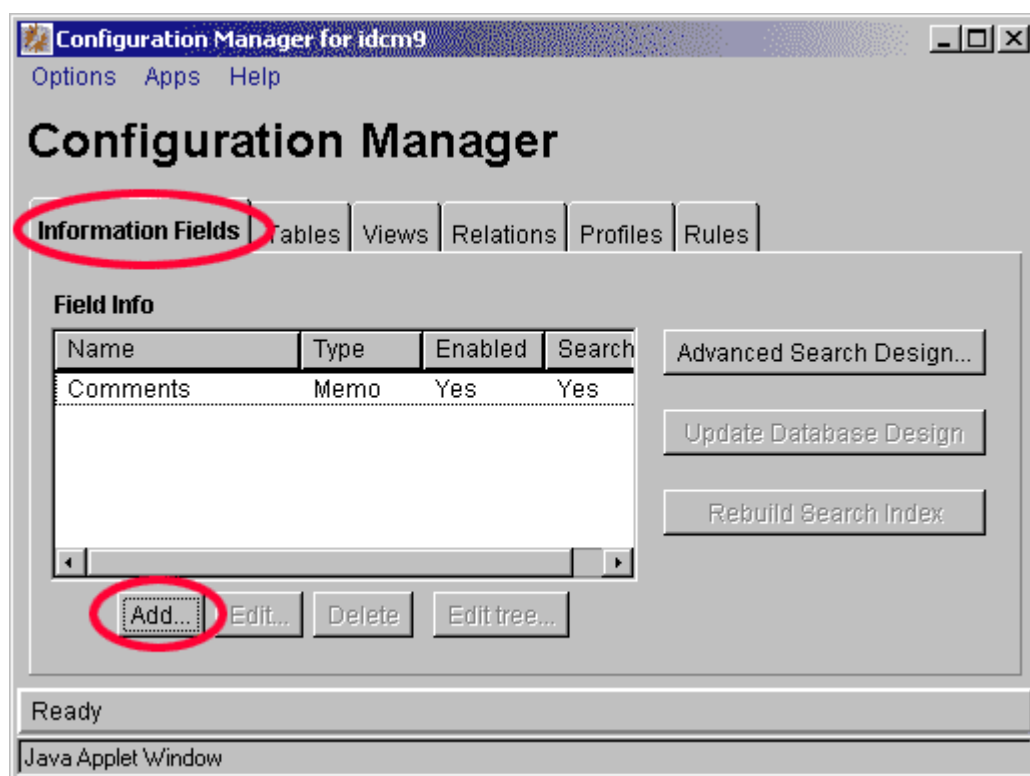 Configuration Manager for idcm9
Options Apps Help
Configuration Manager
Information Fields Tables Views Relations Profiles Rules
Field Info
Name Type Enabled Search
Comments Memo Yes Yes
Advanced Search Design...
Update Database Design
Rebuild Search Index
Add... Edit... Delete Edit tree...
Ready
Java Applet Window